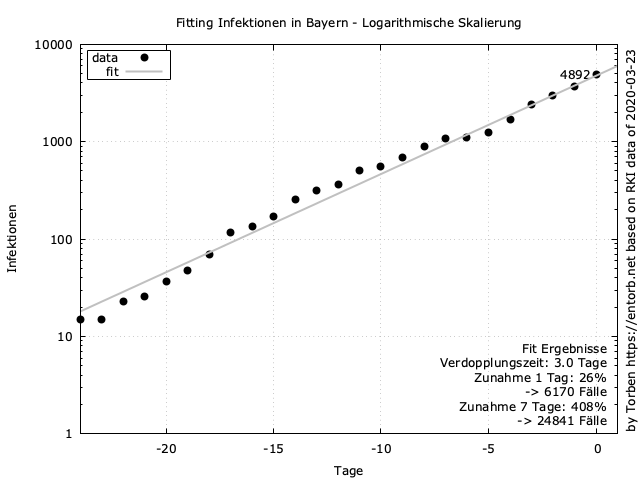 Fitting Infektionen in Bayern - Logarithmische Skalierung
10000
1000
100
10
1
Infektionen
data
fit
4892
Fit Ergebnisse
Verdopplungszeit: 3.0 Tage
Zunahme 1 Tag: 26%
-> 6170 Fälle
Zunahme 7 Tage: 408%
-> 24841 Fälle
-20
-15
-10
-5
0
Tage
by Torben https://entorb.net based on RKI data of 2020-03-23